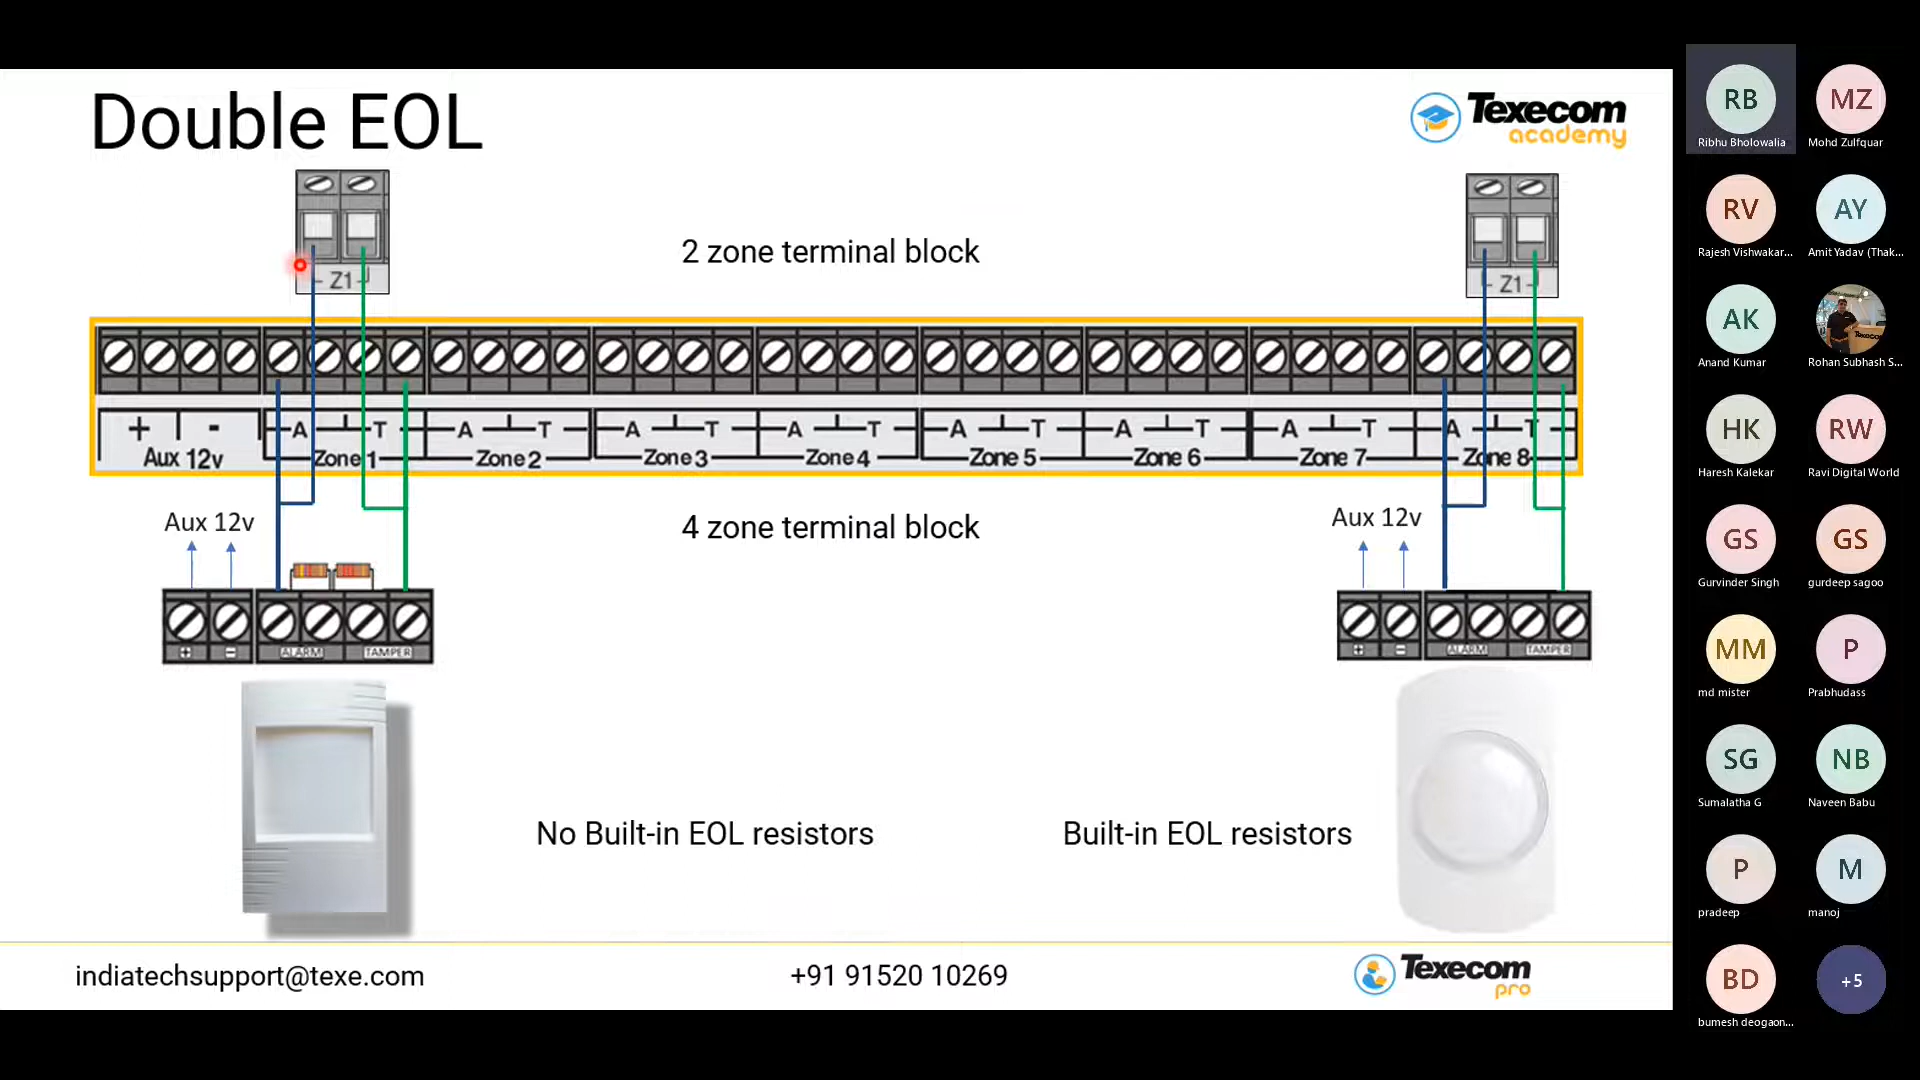 Double EOL
Texecom
academy
Z1
2 zone terminal block
Z1
+ -
Aux 12v
A T
Zone 1
A T
Zone 2
A T
Zone 3
A T
Zone 4
A T
Zone 5
A T
Zone 6
A T
Zone 7
A T
Zone 8
Aux 12v
4 zone terminal block
Aux 12v
+ - ALARM TAMPER
+ - ALARM TAMPER
No Built-in EOL resistors
Built-in EOL resistors
indiatechsupport@texe.com
+91 91520 10269
Texecom
pro
RB
Ribhu Bholowalia
MZ
Mohd Zulfquar
RV
Rajesh Vishwakar...
AY
Amit Yadav (Thak...
AK
Anand Kumar
Rohan Subhash S...
HK
Haresh Kalekar
RW
Ravi Digital World
GS
Gurvinder Singh
GS
gurdeep sagoo
MM
md mister
P
Prabhudass
SG
Sumalatha G
NB
Naveen Babu
P
pradeep
M
manoj
BD
bumesh deogaon...
+5